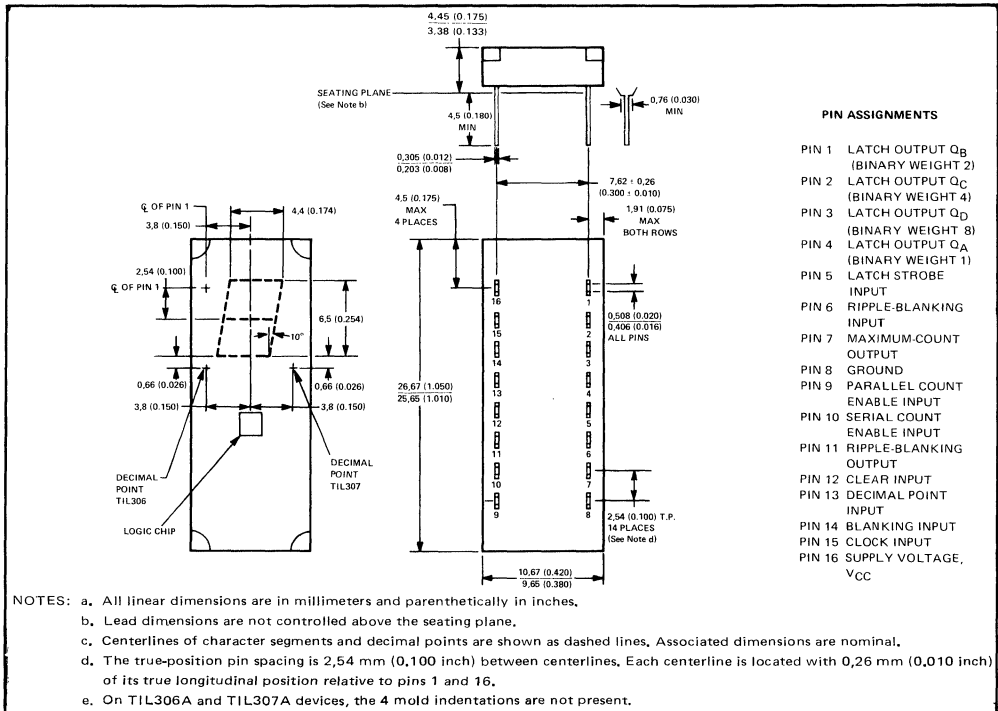 4,45 (0.175)
3,38 (0.133)
SEATING PLANE
(See Note b)
4,5 (0.180)
MIN
0,76 (0.030)
MIN
0,305 (0.012)
0,203 (0.008)
7,62 ± 0,26
(0.300 ± 0.010)
4,5 (0.175)
MAX
4 PLACES
1,91 (0.075)
MAX
BOTH ROWS
℄ OF PIN 1
4,4 (0.174)
3,8 (0.150)
2,54 (0.100)
℄ OF PIN 1
6,5 (0.254)
10°
0,66 (0.026)
0,66 (0.026)
3,8 (0.150)
3,8 (0.150)
DECIMAL
POINT
TIL306
DECIMAL
POINT
TIL307
LOGIC CHIP
26,67 (1.050)
25,65 (1.010)
16 1
15 2
14 3
13 4
12 5
11 6
10 7
9 8
0,508 (0.020)
0,406 (0.016)
ALL PINS
2,54 (0.100) T.P.
14 PLACES
(See Note d)
10,67 (0.420)
9,65 (0.380)
PIN ASSIGNMENTS
PIN 1 LATCH OUTPUT QB
(BINARY WEIGHT 2)
PIN 2 LATCH OUTPUT QC
(BINARY WEIGHT 4)
PIN 3 LATCH OUTPUT QD
(BINARY WEIGHT 8)
PIN 4 LATCH OUTPUT QA
(BINARY WEIGHT 1)
PIN 5 LATCH STROBE
INPUT
PIN 6 RIPPLE-BLANKING
INPUT
PIN 7 MAXIMUM-COUNT
OUTPUT
PIN 8 GROUND
PIN 9 PARALLEL COUNT
ENABLE INPUT
PIN 10 SERIAL COUNT
ENABLE INPUT
PIN 11 RIPPLE-BLANKING
OUTPUT
PIN 12 CLEAR INPUT
PIN 13 DECIMAL POINT
INPUT
PIN 14 BLANKING INPUT
PIN 15 CLOCK INPUT
PIN 16 SUPPLY VOLTAGE,
VCC
NOTES: a. All linear dimensions are in millimeters and parenthetically in inches.
b. Lead dimensions are not controlled above the seating plane.
c. Centerlines of character segments and decimal points are shown as dashed lines. Associated dimensions are nominal.
d. The true-position pin spacing is 2,54 mm (0.100 inch) between centerlines. Each centerline is located with 0,26 mm (0.010 inch)
of its true longitudinal position relative to pins 1 and 16.
e. On TIL306A and TIL307A devices, the 4 mold indentations are not present.